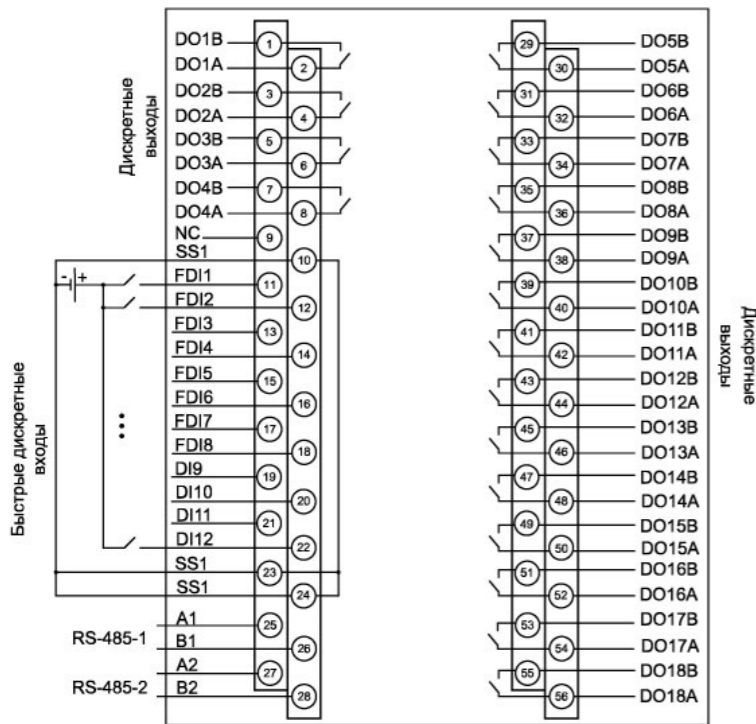 Дискретные
выходы
DO1B 1
DO1A 2
DO2B 3
DO2A 4
DO3B 5
DO3A 6
DO4B 7
DO4A 8
NC 9
SS1 10
- +
FDI1 11
FDI2 12
FDI3 13
FDI4 14
FDI5 15
FDI6 16
FDI7 17
FDI8 18
DI9 19
DI10 20
DI11 21
DI12 22
SS1 23
SS1 24
Быстрые дискретные
входы
RS-485-1
A1 25
B1 26
RS-485-2
A2 27
B2 28
29 DO5B
30 DO5A
31 DO6B
32 DO6A
33 DO7B
34 DO7A
35 DO8B
36 DO8A
37 DO9B
38 DO9A
39 DO10B
40 DO10A
41 DO11B
42 DO11A
43 DO12B
44 DO12A
45 DO13B
46 DO13A
47 DO14B
48 DO14A
49 DO15B
50 DO15A
51 DO16B
52 DO16A
53 DO17B
54 DO17A
55 DO18B
56 DO18A
Дискретные
выходы